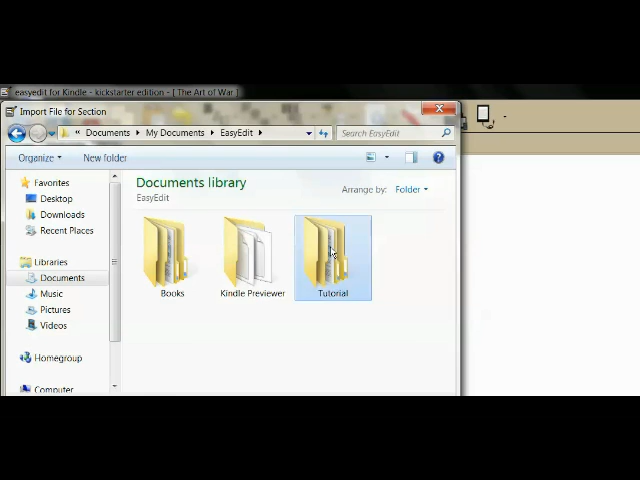 easyedit for Kindle - kickstarter edition - [ The Art of War ]
Import File for Section
« Documents My Documents EasyEdit
Search EasyEdit
Organize New folder
Favorites
Desktop
Downloads
Recent Places
Libraries
Documents
Music
Pictures
Videos
Homegroup
Computer
Documents library
EasyEdit
Arrange by: Folder
Books Kindle Previewer Tutorial